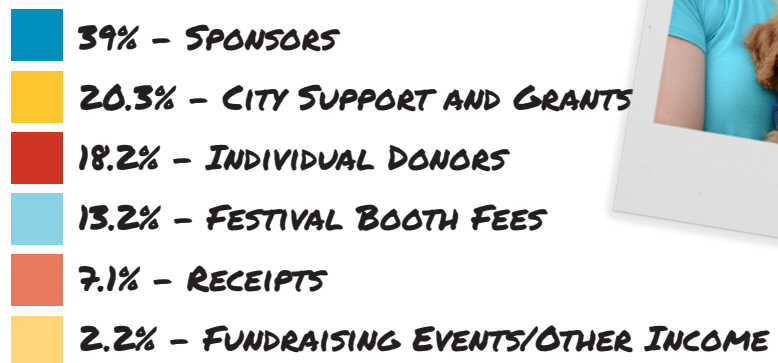 39% - Sponsors
20.3% - City Support and Grants
18.2% - Individual Donors
13.2% - Festival Booth Fees
7.1% - Receipts
2.2% - Fundraising Events/Other Income